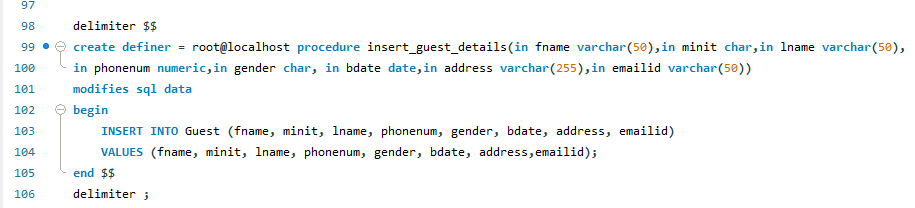 97
98 delimiter $$
99 create definer = root@localhost procedure insert_guest_details(in fname varchar(50),in minit char,in lname varchar(50),
100 in phonenum numeric,in gender char, in bdate date,in address varchar(255),in emailid varchar(50))
101 modifies sql data
102 begin
103 INSERT INTO Guest (fname, minit, lname, phonenum, gender, bdate, address, emailid)
104 VALUES (fname, minit, lname, phonenum, gender, bdate, address,emailid);
105 end $$
106 delimiter ;